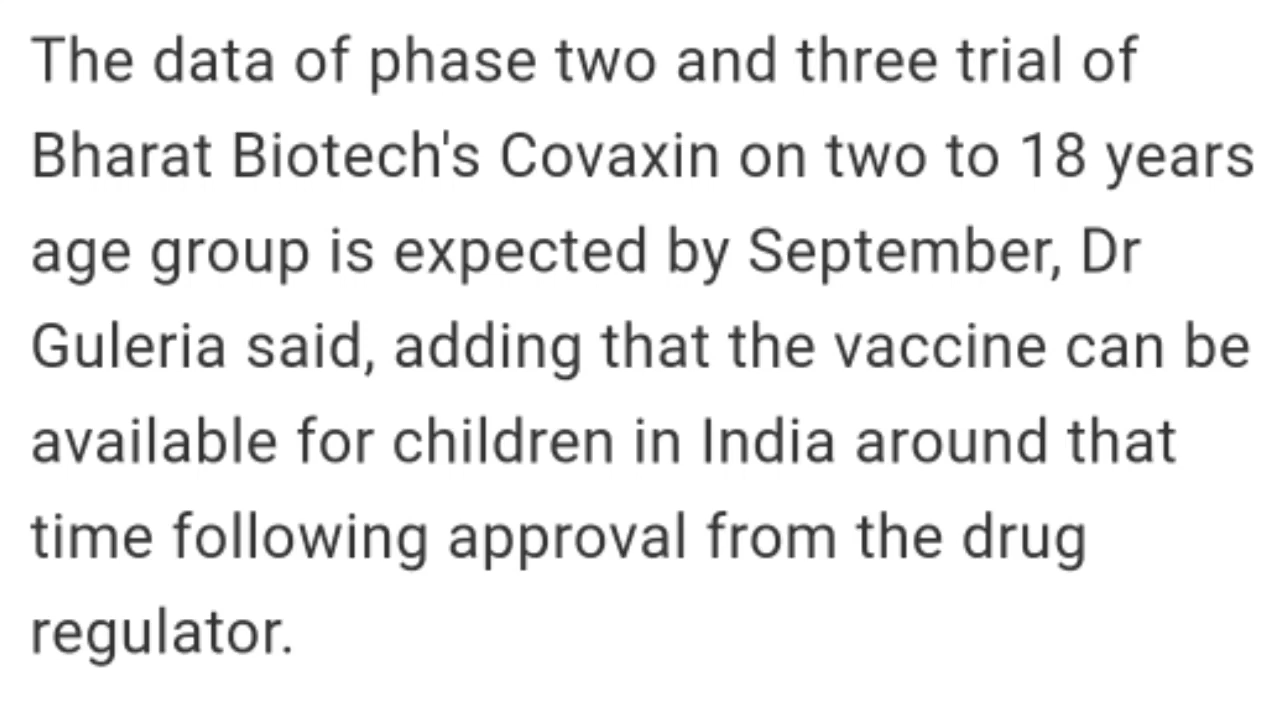 The data of phase two and three trial of
Bharat Biotech's Covaxin on two to 18 years
age group is expected by September, Dr
Guleria said, adding that the vaccine can be
available for children in India around that
time following approval from the drug
regulator.